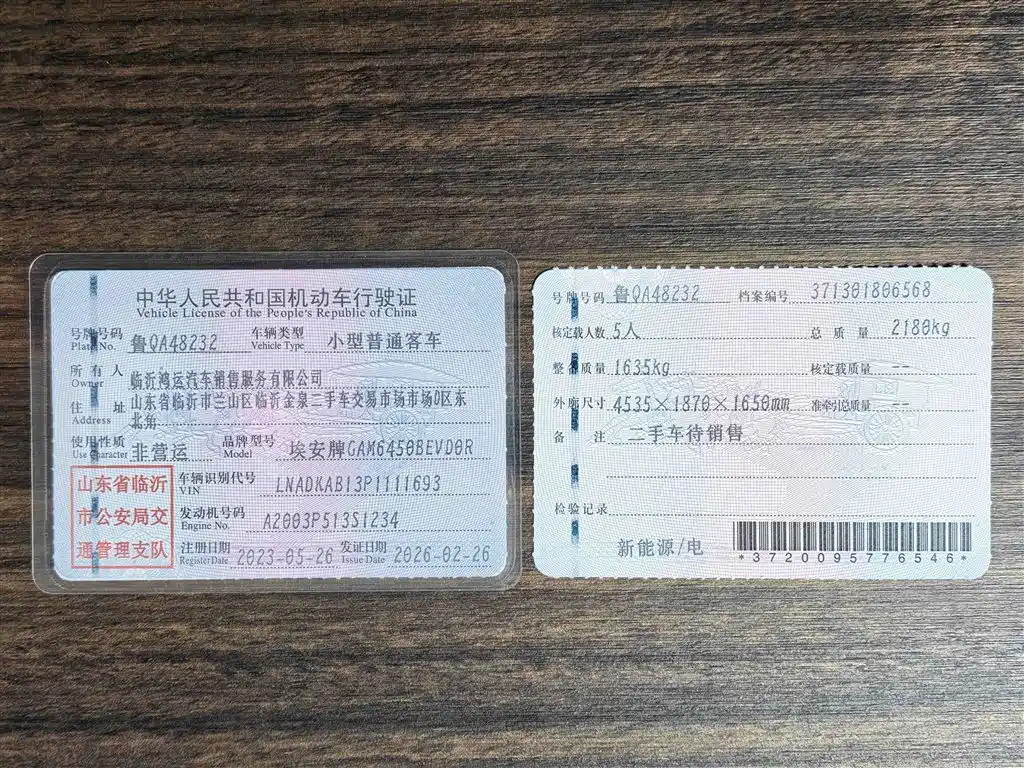 中华人民共和国机动车行驶证
Vehicle License of the People's Republic of China
号牌号码 鲁QA48232 车辆类型 小型普通客车
Plate No. Vehicle Type
所有人 临沂鸿运汽车销售服务有限公司
Owner
住址 山东省临沂市兰山区临沂金泉二手车交易市场市场D区东
Address 北角
使用性质 非营运 品牌型号 埃安牌GAM6450BEVD0R
Use Character Model
山东省临沂
市公安局交
通管理支队
车辆识别代号 LNADKAB13P1111693
VIN
发动机号码 A2003P513S1234
Engine No.
注册日期 2023-05-26 发证日期 2026-02-26
Register Date Issue Date
号牌号码 鲁QA48232 档案编号 371301806568
核定载人数 5人 总质量 2180kg
整备质量 1635kg 核定载质量 --
外廓尺寸 4535×1870×1650mm 准牵引总质量 --
备注 二手车待销售
检验记录
新能源/电
*3720095776546*